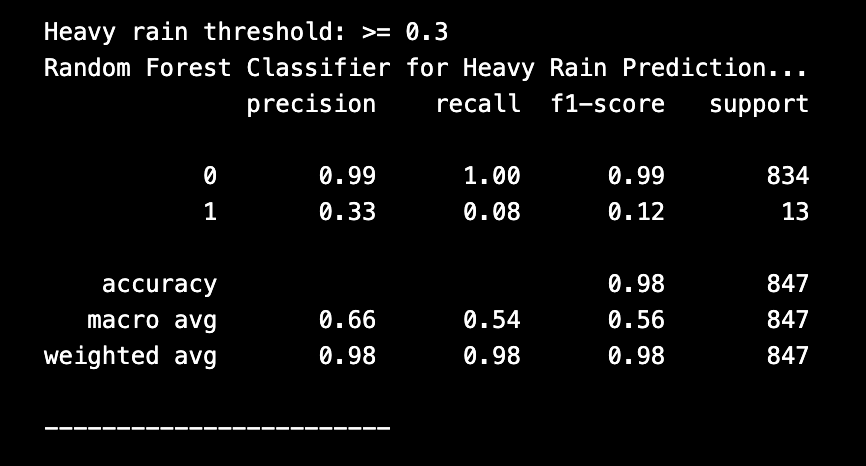 Heavy rain threshold: >= 0.3
Random Forest Classifier for Heavy Rain Prediction...
              precision    recall  f1-score   support

           0       0.99      1.00      0.99       834
           1       0.33      0.08      0.12        13

    accuracy                           0.98       847
   macro avg       0.66      0.54      0.56       847
weighted avg       0.98      0.98      0.98       847

------------------------